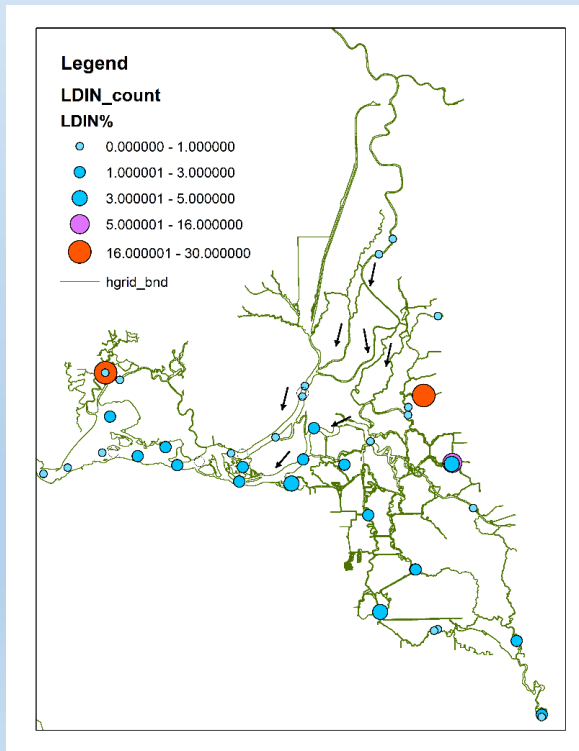 Legend
LDIN_count
LDIN%
0.000000 - 1.000000
1.000001 - 3.000000
3.000001 - 5.000000
5.000001 - 16.000000
16.000001 - 30.000000
hgrid_bnd